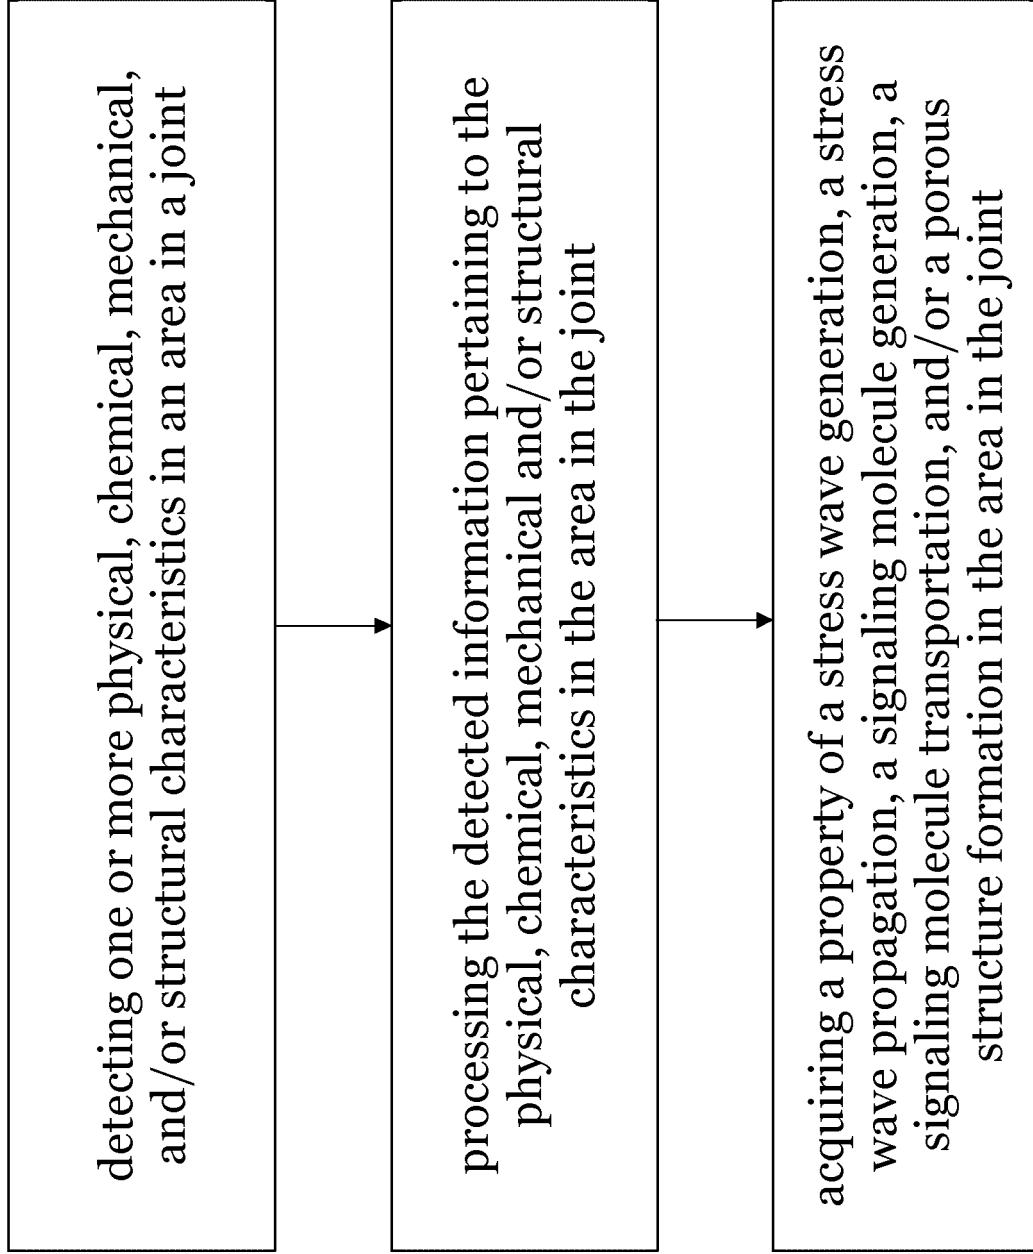 detecting one or more physical, chemical, mechanical,
and/or structural characteristics in an area in a joint
processing the detected information pertaining to the
physical, chemical, mechanical and/or structural
characteristics in the area in the joint
acquiring a property of a stress wave generation, a stress
wave propagation, a signaling molecule generation, a
signaling molecule transportation, and/or a porous
structure formation in the area in the joint